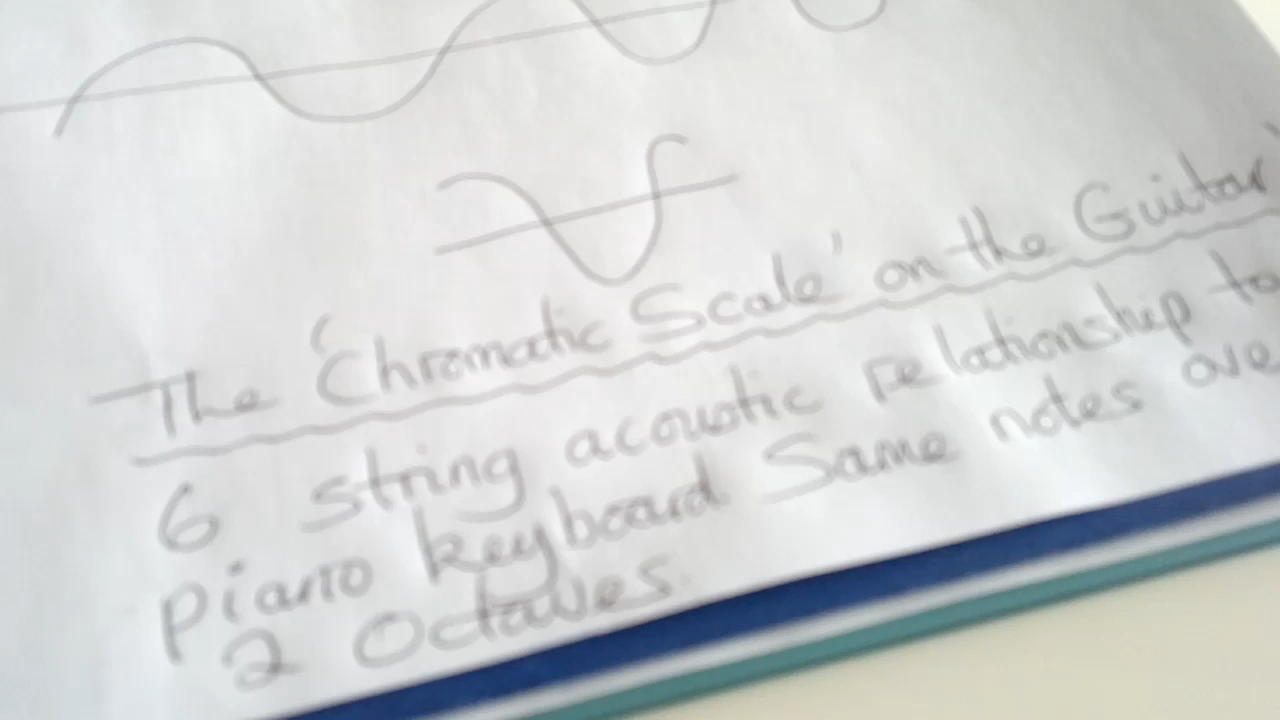 The 'Chromatic Scale' on the Guitar'
6 string acoustic relationship to
piano keyboard. Same notes ove
2 Octaves.